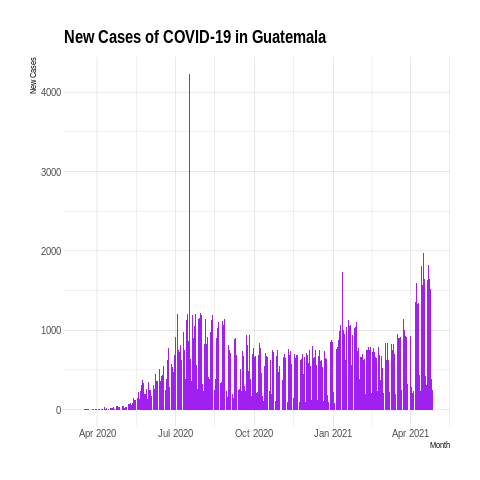 New Cases of COVID-19 in Guatemala
New Cases
4000
3000
2000
1000
0
Apr 2020 Jul 2020 Oct 2020 Jan 2021 Apr 2021
Month